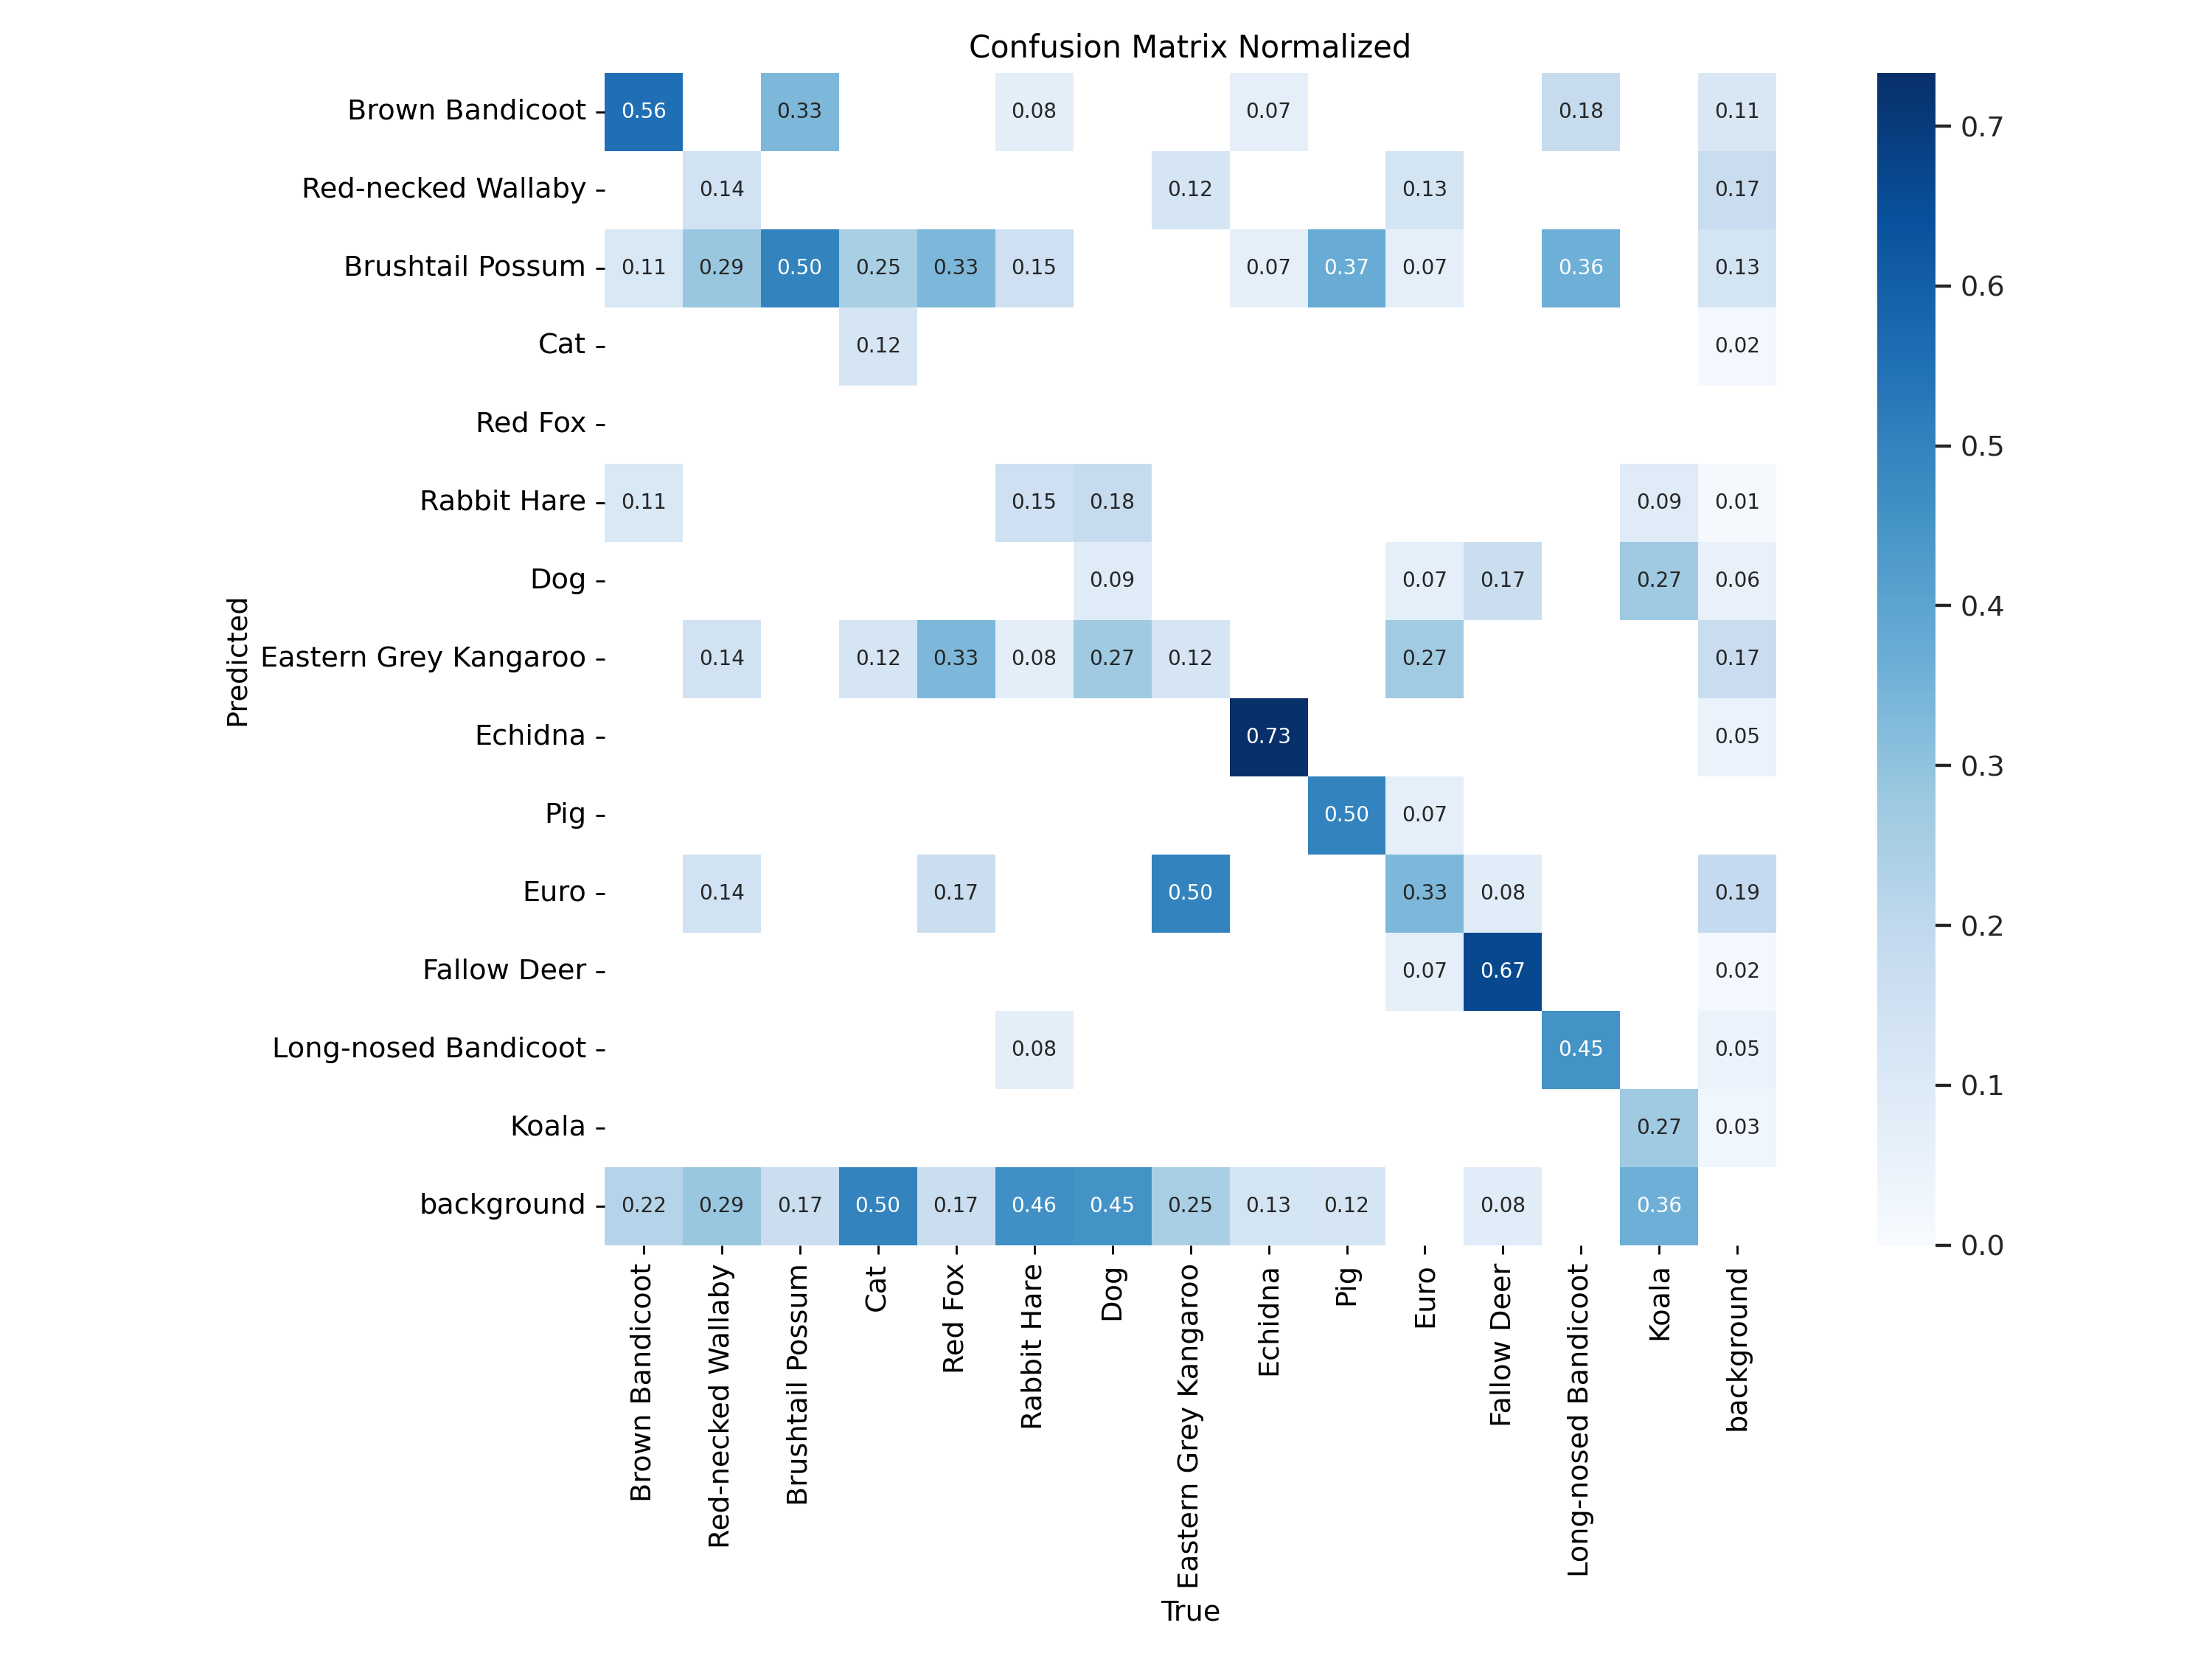 Confusion Matrix Normalized
Brown Bandicoot 0.56 0.33 0.08 0.07 0.18 0.11
Red-necked Wallaby 0.14 0.12 0.13 0.17
Brushtail Possum 0.11 0.29 0.50 0.25 0.33 0.15 0.07 0.37 0.07 0.36 0.13
Cat 0.12 0.02
Red Fox
Rabbit Hare 0.11 0.15 0.18 0.09 0.01
Dog 0.09 0.07 0.17 0.27 0.06
Eastern Grey Kangaroo 0.14 0.12 0.33 0.08 0.27 0.12 0.27 0.17
Echidna 0.73 0.05
Pig 0.50 0.07
Euro 0.14 0.17 0.50 0.33 0.08 0.19
Fallow Deer 0.07 0.67 0.02
Long-nosed Bandicoot 0.08 0.45 0.05
Koala 0.27 0.03
background 0.22 0.29 0.17 0.50 0.17 0.46 0.45 0.25 0.13 0.12 0.08 0.36
Predicted
Brown Bandicoot
Red-necked Wallaby
Brushtail Possum
Cat
Red Fox
Rabbit Hare
Dog
Eastern Grey Kangaroo
Echidna
Pig
Euro
Fallow Deer
Long-nosed Bandicoot
Koala
background
True
0.7
0.6
0.5
0.4
0.3
0.2
0.1
0.0